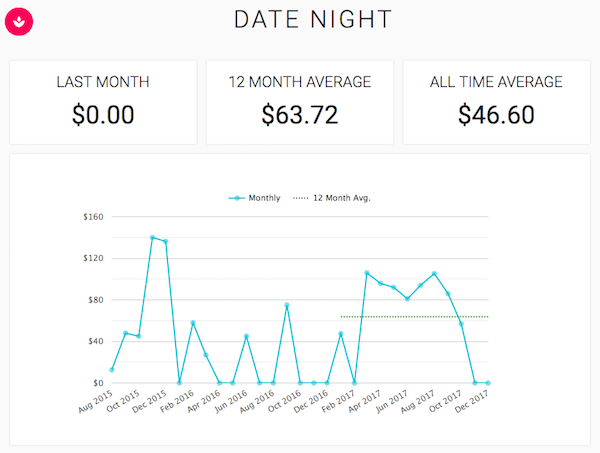 DATE NIGHT
LAST MONTH
$0.00
12 MONTH AVERAGE
$63.72
ALL TIME AVERAGE
$46.60
Monthly 12 Month Avg.
$160
$120
$80
$40
$0
Aug 2015 Oct 2015 Dec 2015 Feb 2016 Apr 2016 Jun 2016 Aug 2016 Oct 2016 Dec 2016 Feb 2017 Apr 2017 Jun 2017 Aug 2017 Oct 2017 Dec 2017